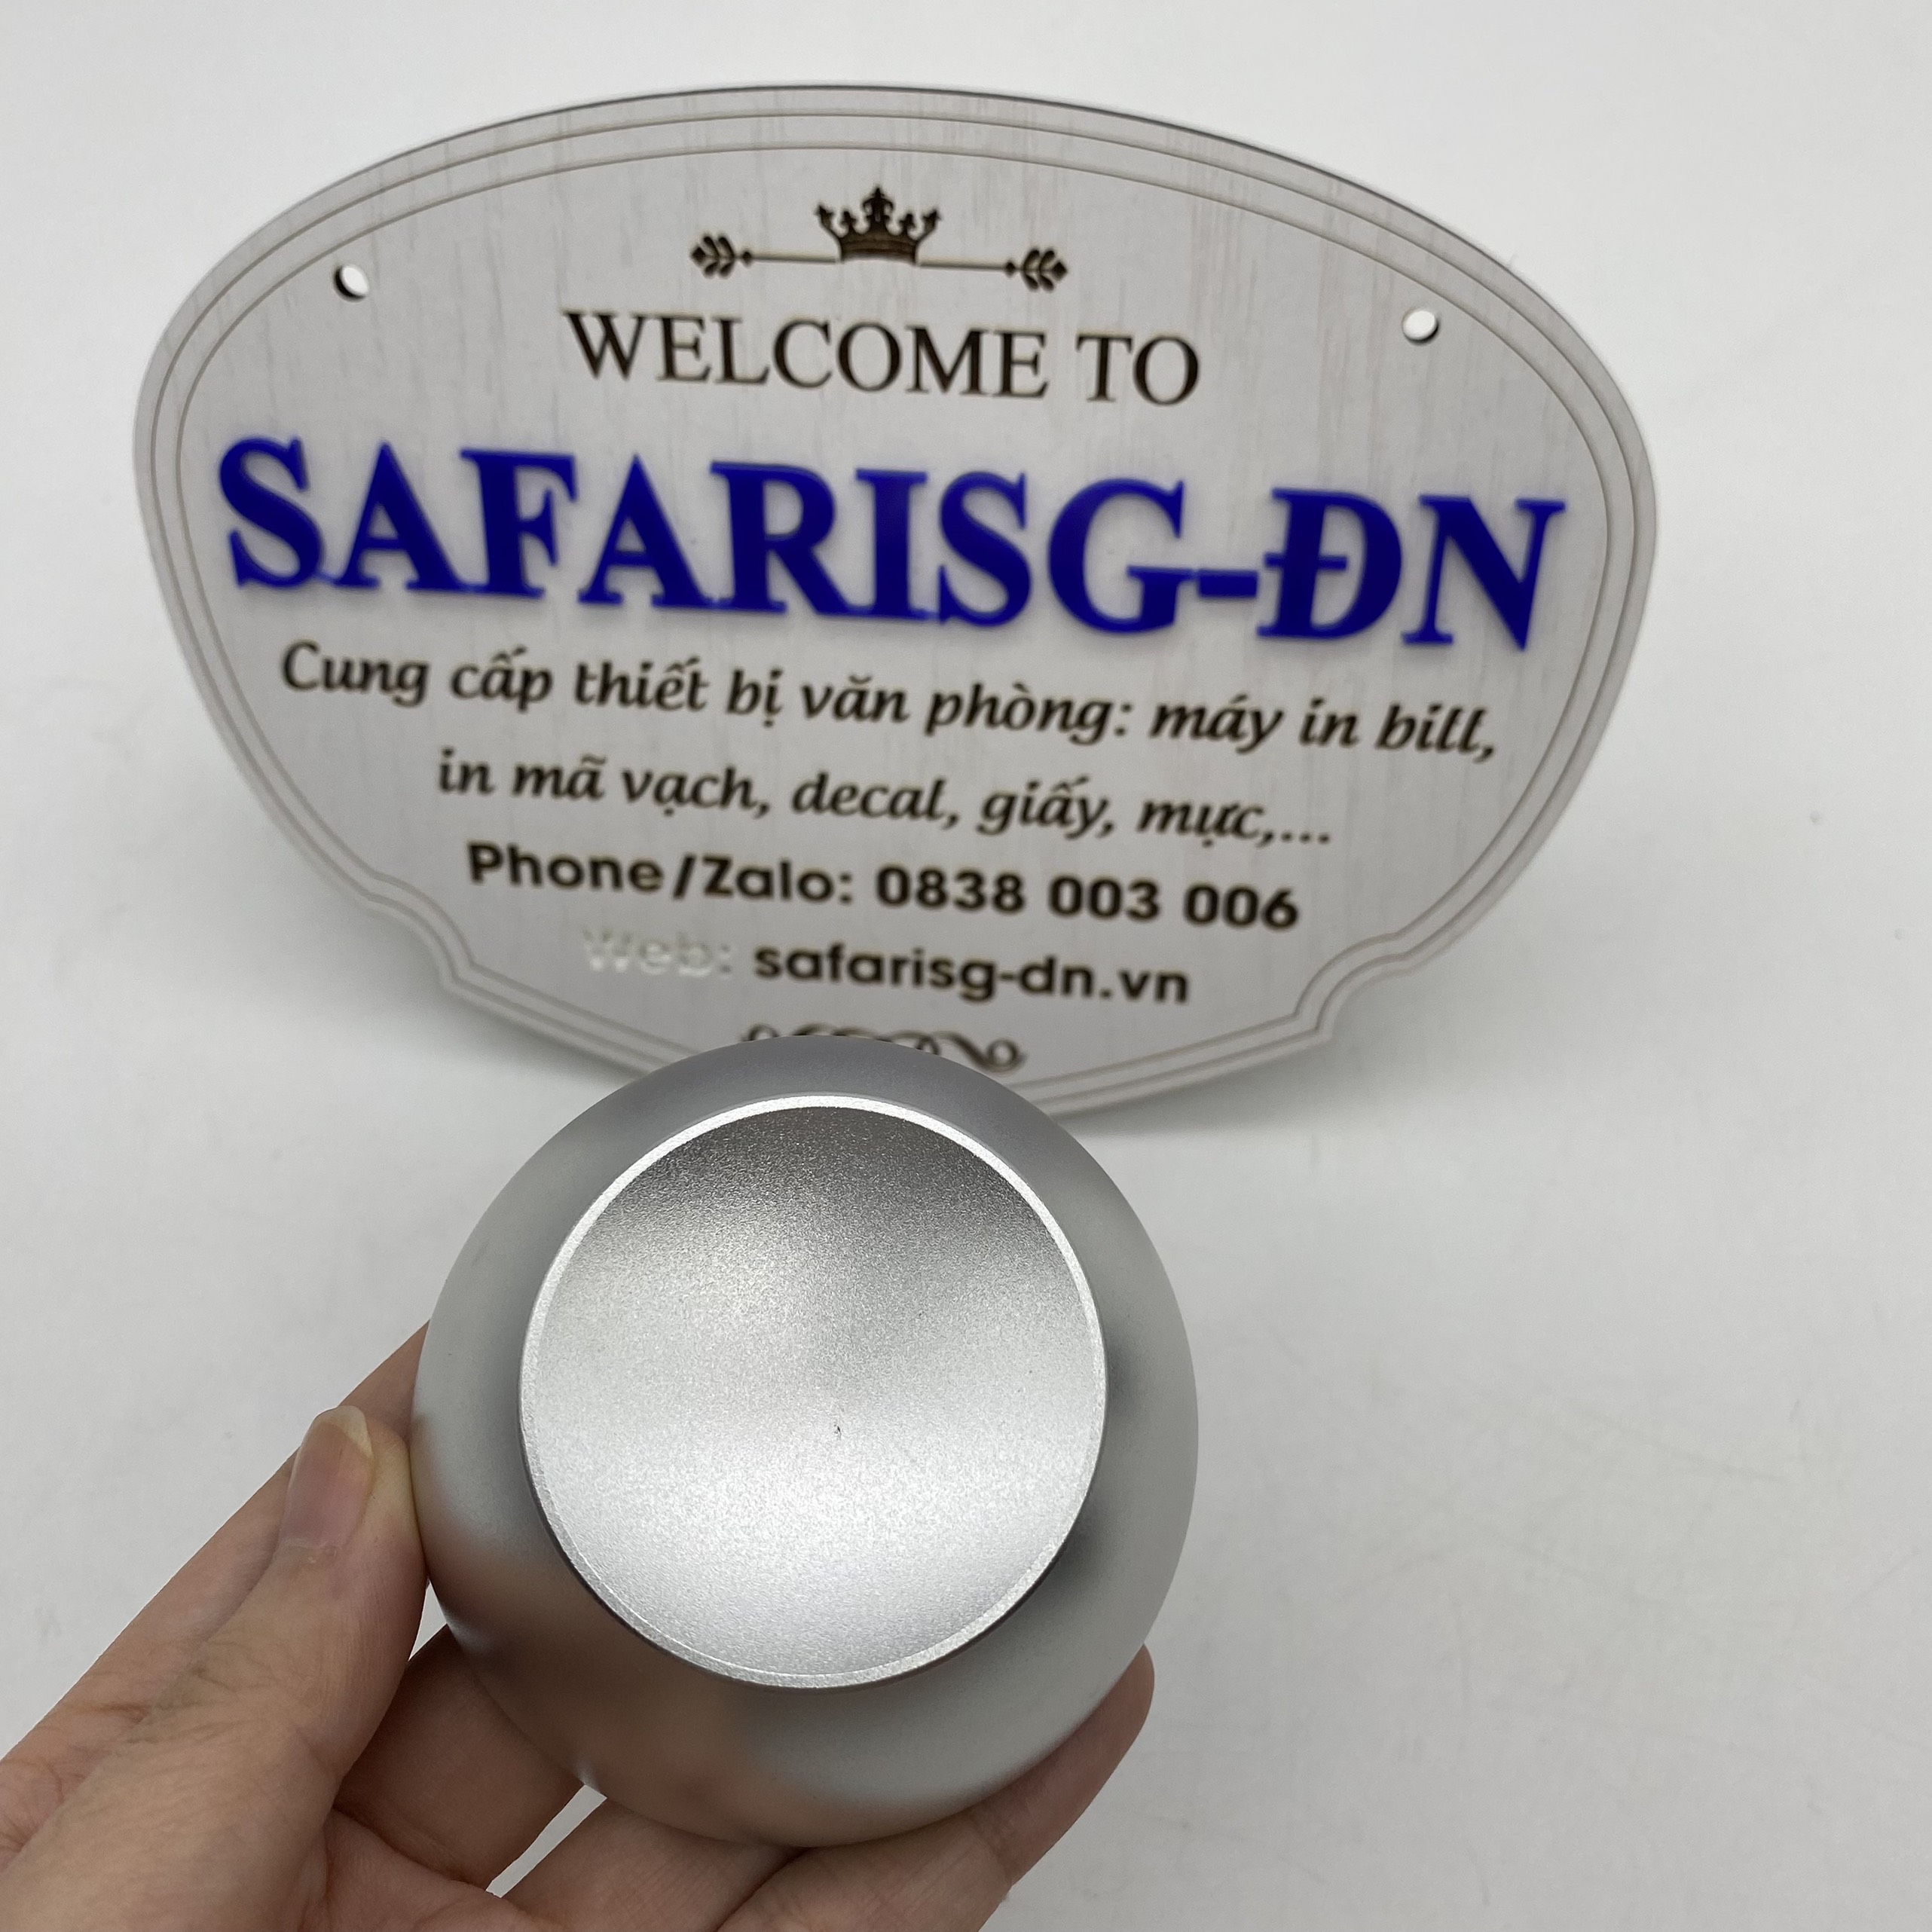 WELCOME TO
SAFARISG-ĐN
Cung cấp thiết bị văn phòng: máy in bill,
in mã vạch, decal, giấy, mực,...
Phone/Zalo: 0838 003 006
Web: safarisg-dn.vn